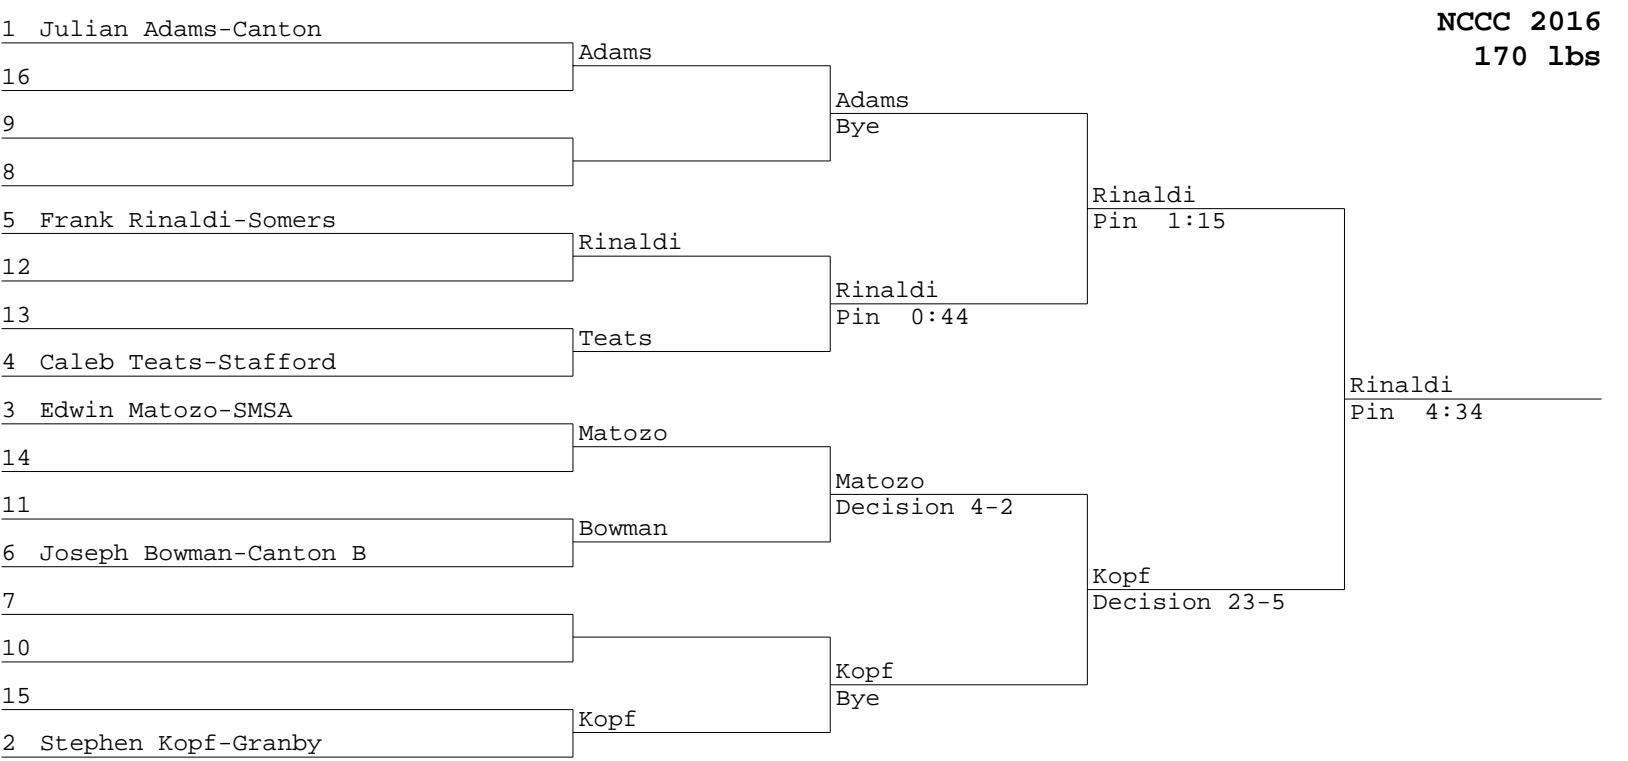 NCCC 2016
170 lbs
1 Julian Adams-Canton
16
9
8
5 Frank Rinaldi-Somers
12
13
4 Caleb Teats-Stafford
3 Edwin Matozo-SMSA
14
11
6 Joseph Bowman-Canton B
7
10
15
2 Stephen Kopf-Granby
Adams
Rinaldi
Teats
Matozo
Bowman
Kopf
Adams
Bye
Rinaldi
Pin 0:44
Matozo
Decision 4-2
Kopf
Bye
Rinaldi
Pin 1:15
Kopf
Decision 23-5
Rinaldi
Pin 4:34